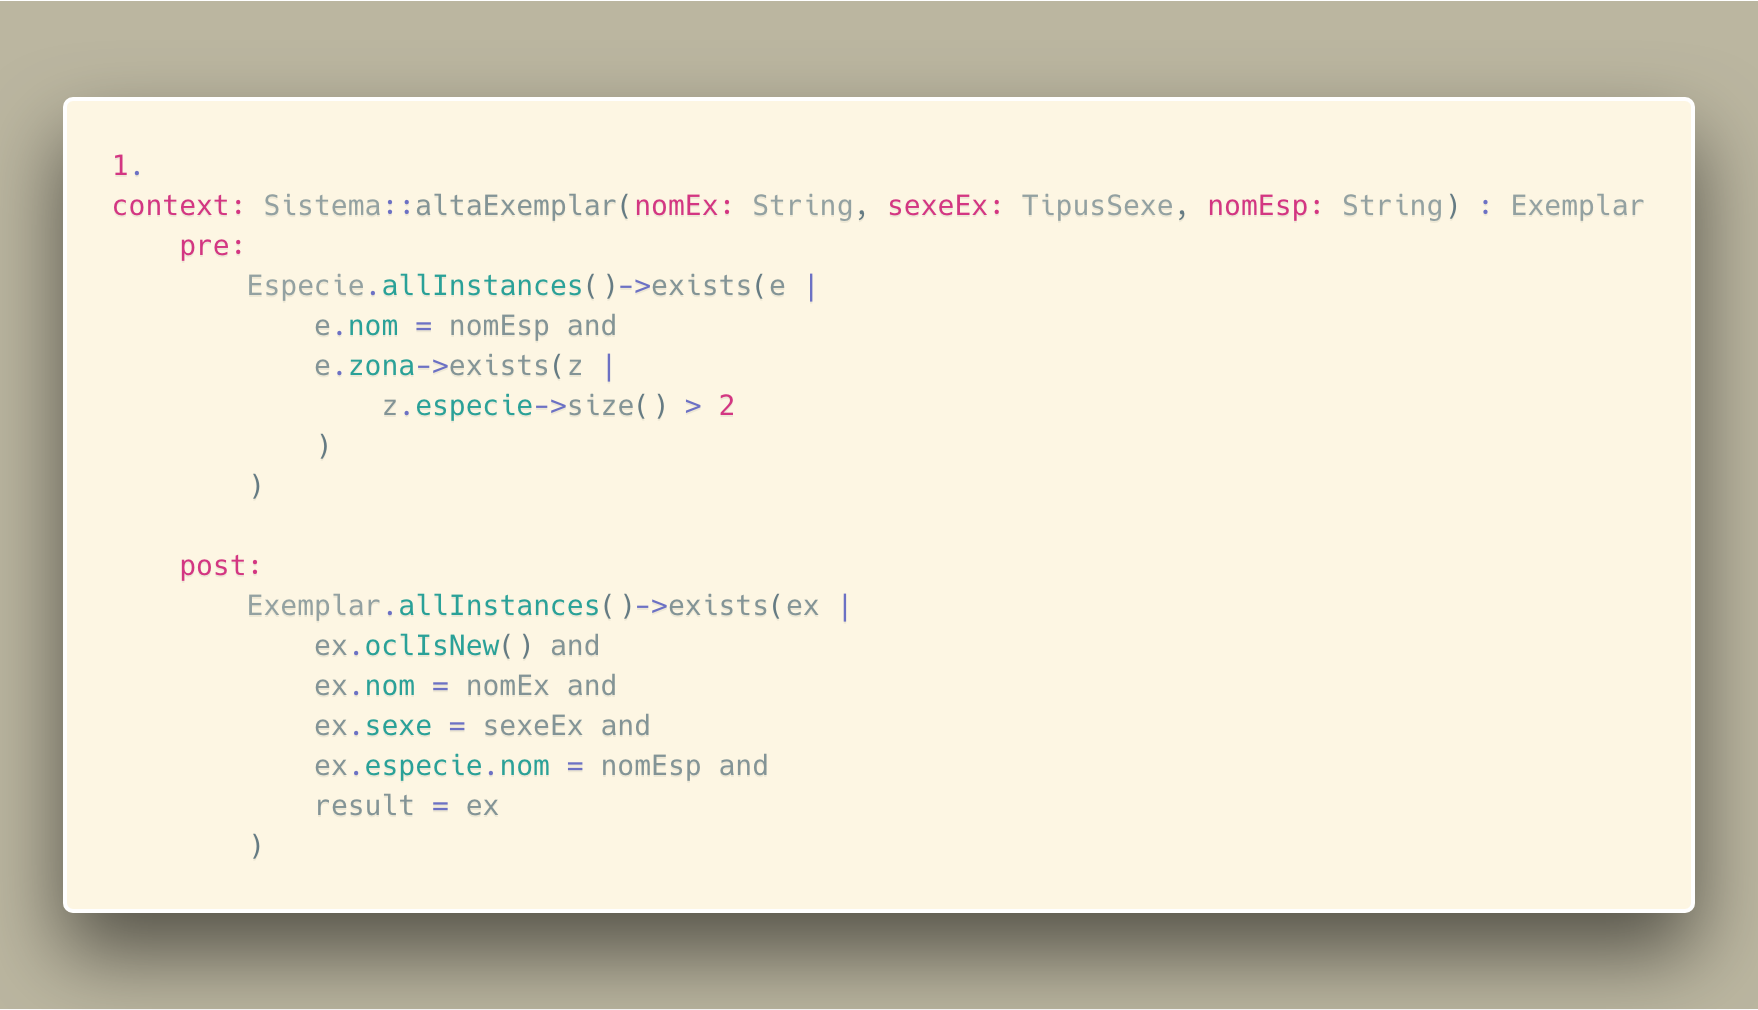 1.
context: Sistema::altaExemplar(nomEx: String, sexeEx: TipusSexe, nomEsp: String) : Exemplar
    pre:
        Especie.allInstances()->exists(e |
            e.nom = nomEsp and
            e.zona->exists(z |
                z.especie->size() > 2
            )
        )

    post:
        Exemplar.allInstances()->exists(ex |
            ex.oclIsNew() and
            ex.nom = nomEx and
            ex.sexe = sexeEx and
            ex.especie.nom = nomEsp and
            result = ex
        )